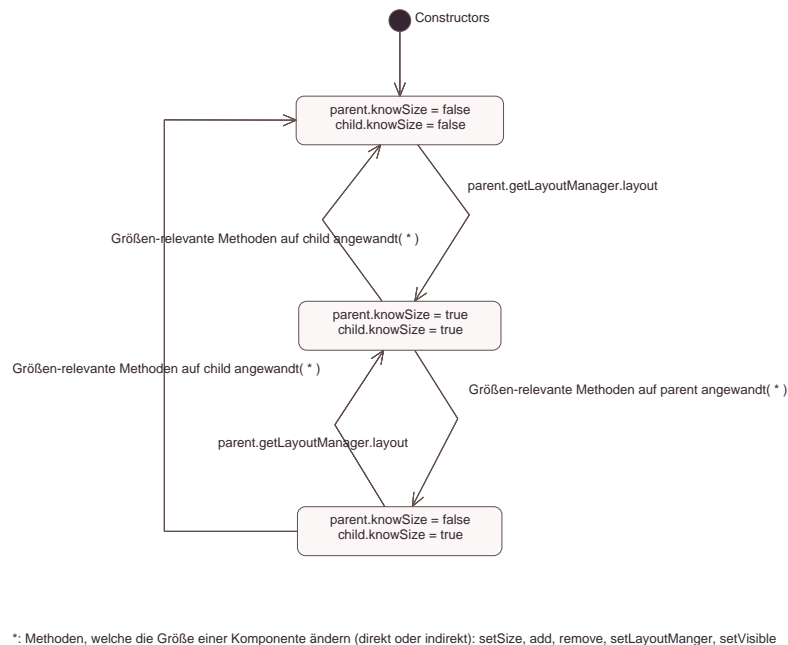 Constructors
parent.knowSize = false
child.knowSize = false
parent.getLayoutManager.layout
Größen-relevante Methoden auf child angewandt( * )
parent.knowSize = true
child.knowSize = true
Größen-relevante Methoden auf child angewandt( * )
Größen-relevante Methoden auf parent angewandt( * )
parent.getLayoutManager.layout
parent.knowSize = false
child.knowSize = true
*: Methoden, welche die Größe einer Komponente ändern (direkt oder indirekt): setSize, add, remove, setLayoutManger, setVisible